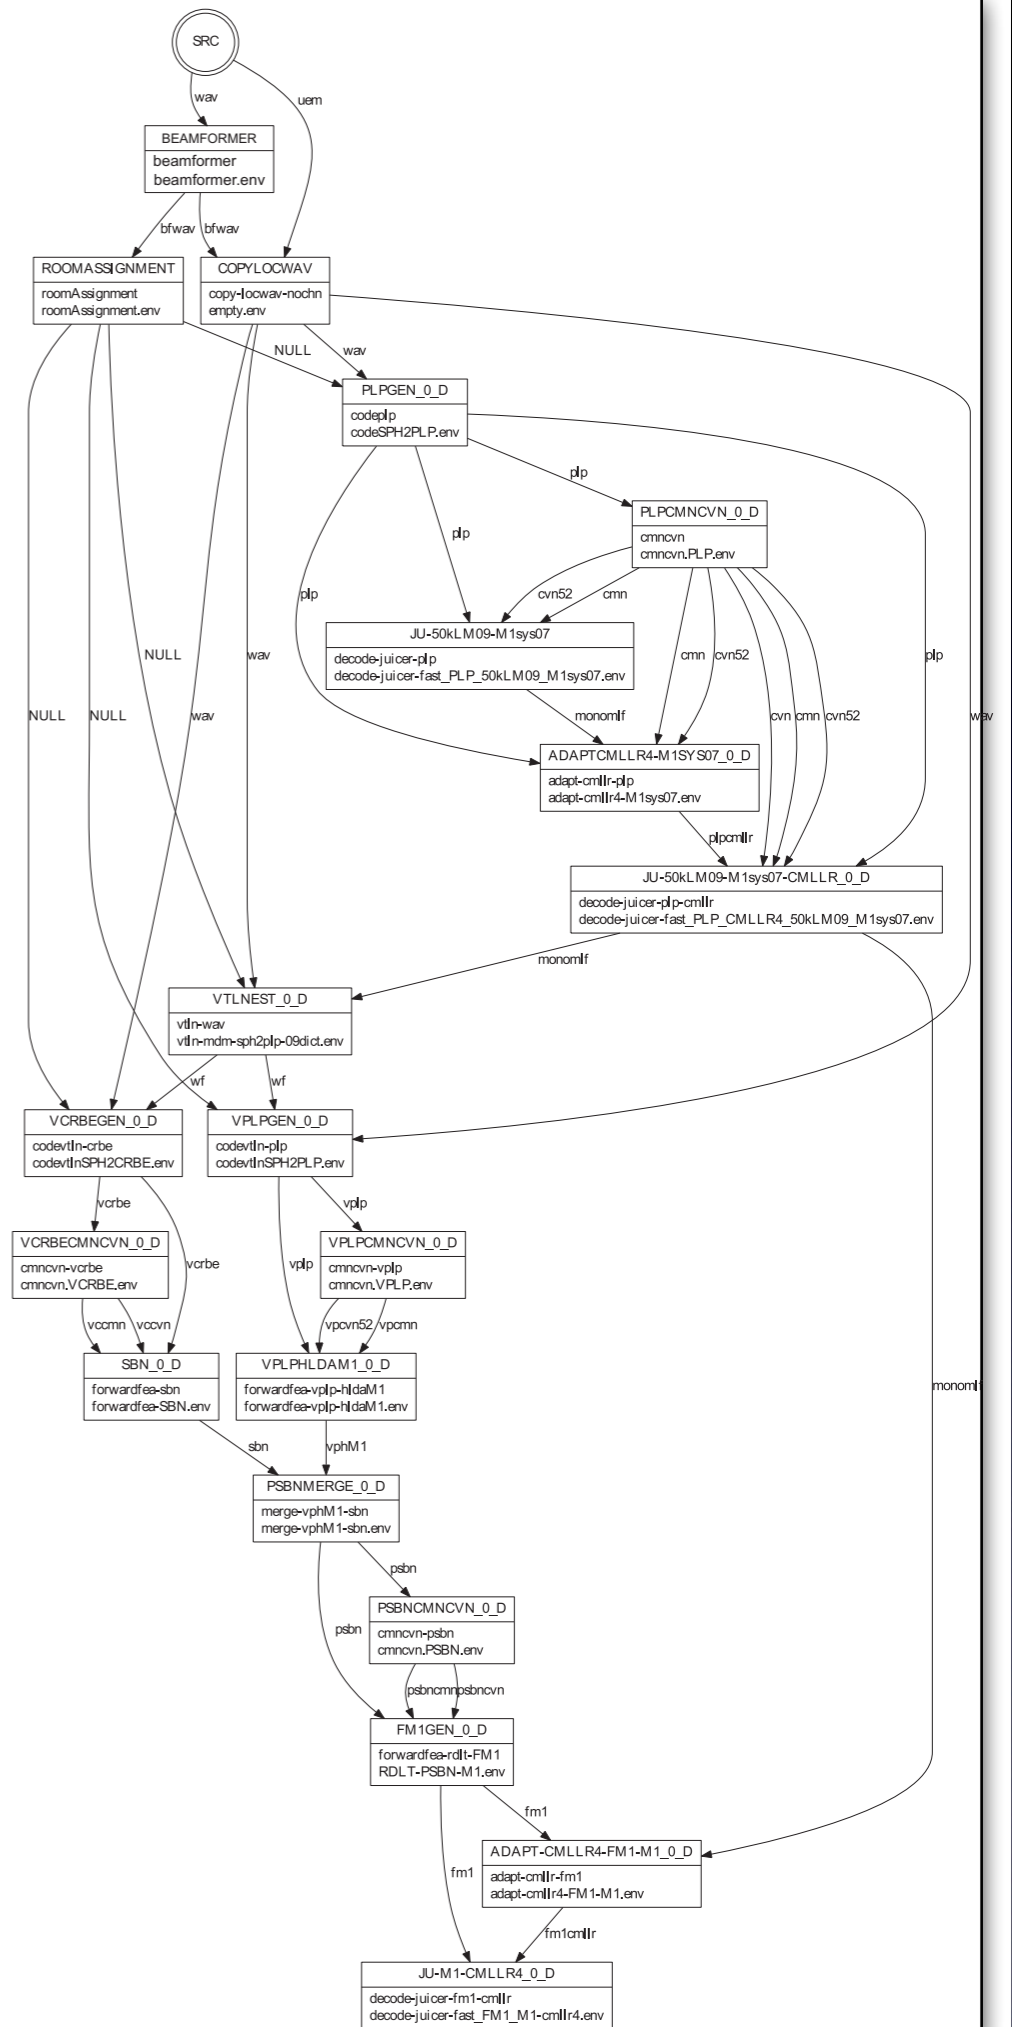 SRC
wav
uem
BEAMFORMER
beamformer
beamformer.env
bfwav
bfwav
ROOMASSIGNMENT
roomAssignment
roomAssignment.env
COPYLOCWAV
copy-locwav-nochn
empty.env
NULL
wav
PLPGEN_0_D
codeplp
codeSPH2PLP.env
plp
PLPCMNCVN_0_D
cmncvn
cmncvn.PLP.env
plp
plp
cvn52
cmn
JU-50kLM09-M1sys07
decode-juicer-plp
decode-juicer-fast_PLP_50kLM09_M1sys07.env
NULL
wav
cmn
cvn52
plp
NULL
NULL
wav
monomlf
cvn
cmn
cvn52
wav
ADAPTCMLLR4-M1SYS07_0_D
adapt-cmllr-plp
adapt-cmllr4-M1sys07.env
plpcmllr
JU-50kLM09-M1sys07-CMLLR_0_D
decode-juicer-plp-cmllr
decode-juicer-fast_PLP_CMLLR4_50kLM09_M1sys07.env
monomlf
VTLNEST_0_D
vtln-wav
vtln-mdm-sph2plp-09dict.env
wf
wf
VCRBEGEN_0_D
codevtln-crbe
codevtlnSPH2CRBE.env
VPLPGEN_0_D
codevtln-plp
codevtlnSPH2PLP.env
vcrbe
vplp
VCRBECMNCVN_0_D
cmncvn-vcrbe
cmncvn.VCRBE.env
vcrbe
vplp
VPLPCMNCVN_0_D
cmncvn-vplp
cmncvn.VPLP.env
vccmn
vccvn
vpcvn52
vpcmn
SBN_0_D
forwardfea-sbn
forwardfea-SBN.env
VPLPHLDAM1_0_D
forwardfea-vplp-hldaM1
forwardfea-vplp-hldaM1.env
monomlf
sbn
vphM1
PSBNMERGE_0_D
merge-vphM1-sbn
merge-vphM1-sbn.env
psbn
PSBNCMNCVN_0_D
cmncvn-psbn
cmncvn.PSBN.env
psbn
psbncmn
psbncvn
FM1GEN_0_D
forwardfea-rdlt-FM1
RDLT-PSBN-M1.env
fm1
ADAPT-CMLLR4-FM1-M1_0_D
adapt-cmllr-fm1
adapt-cmllr4-FM1-M1.env
fm1
fm1cmllr
JU-M1-CMLLR4_0_D
decode-juicer-fm1-cmllr
decode-juicer-fast_FM1_M1-cmllr4.env